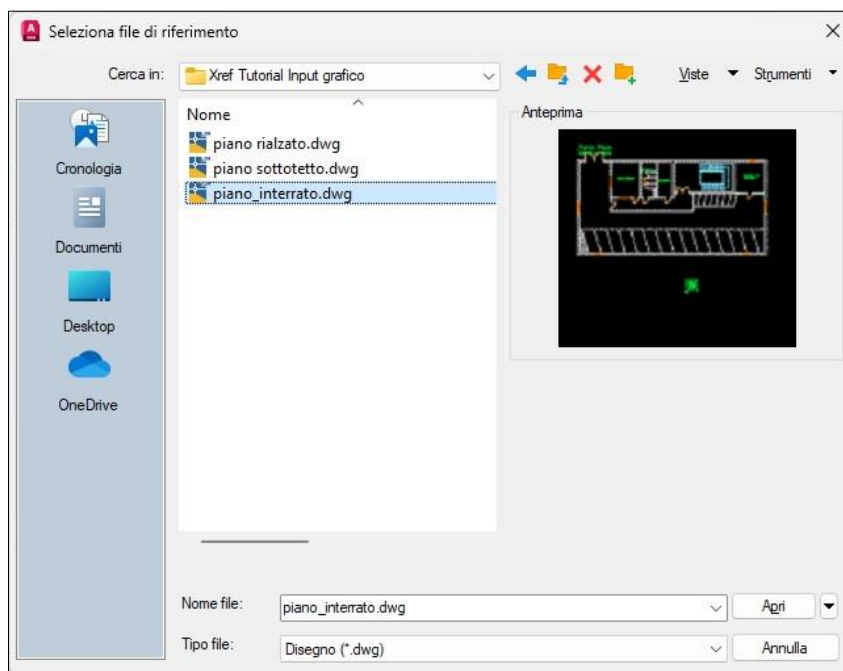 Seleziona file di riferimento
Cerca in:
Xref Tutorial Input grafico
Viste
Strumenti
Cronologia
Documenti
Desktop
OneDrive
Nome
piano rialzato.dwg
piano sottotetto.dwg
piano_interrato.dwg
Anteprima
Nome file:
piano_interrato.dwg
Apri
Tipo file:
Disegno (*.dwg)
Annulla